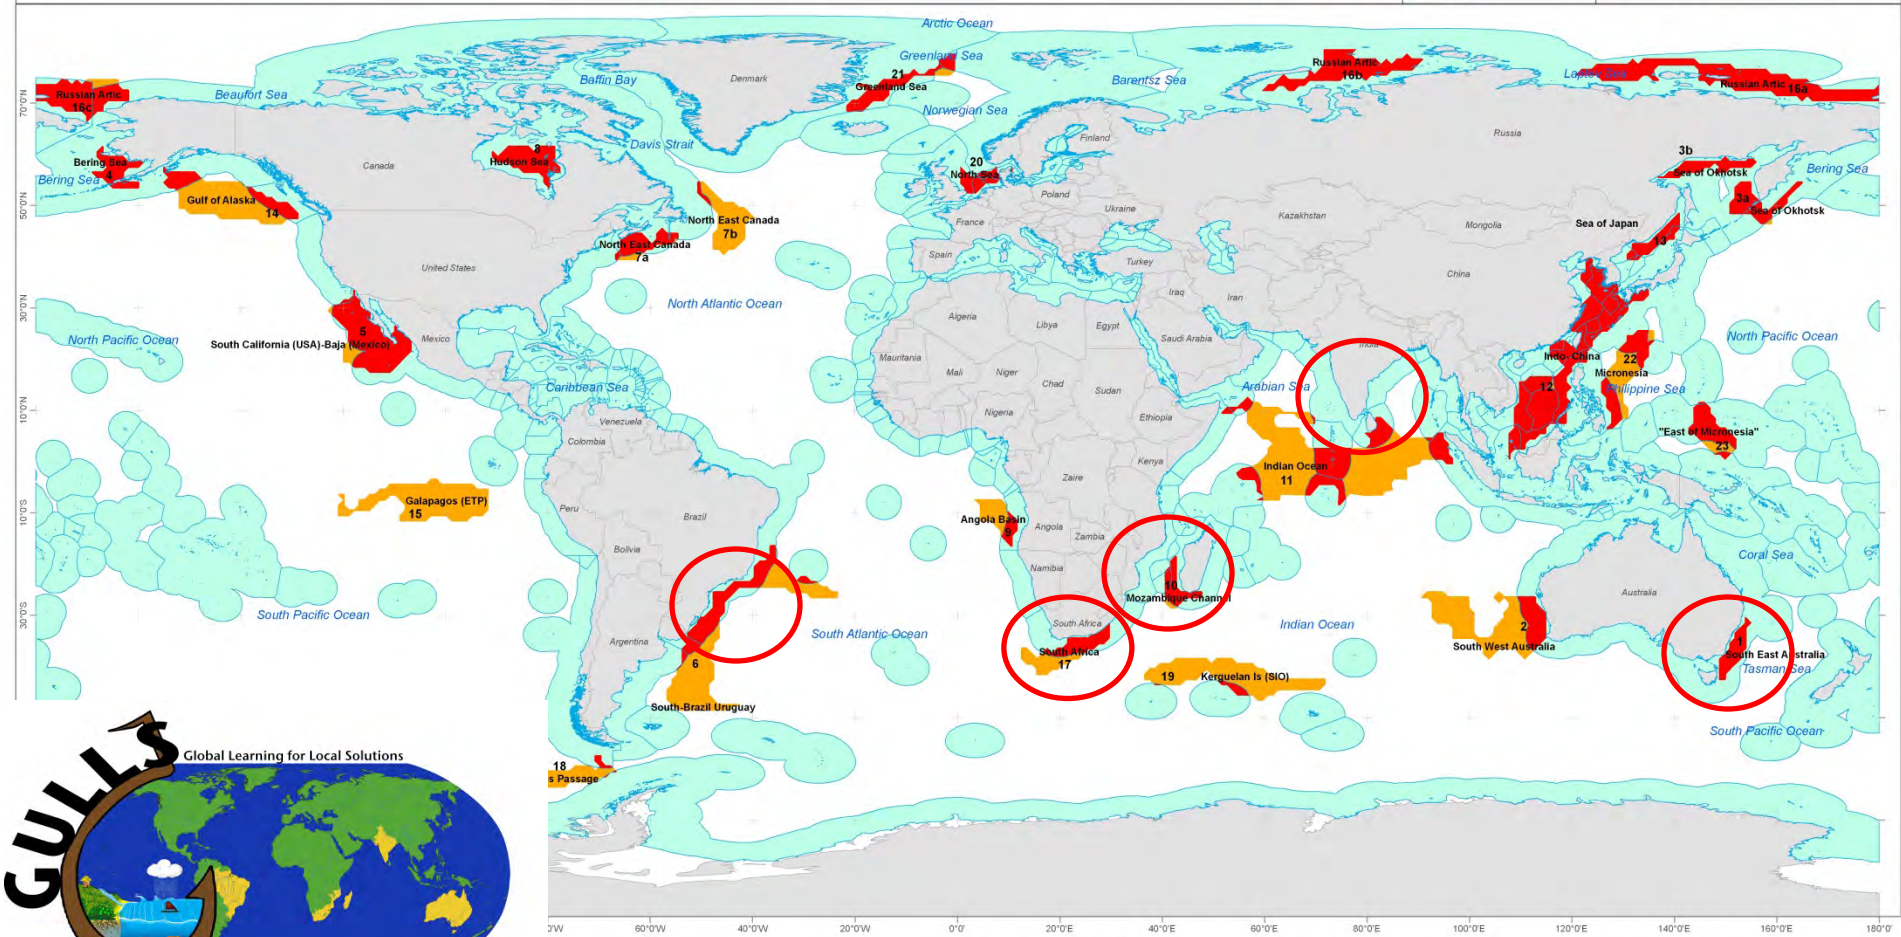 Arctic Ocean
Greenland Sea
21
Greenland Sea
Denmark
Baffin Bay
Barentsz Sea
Russian Artic
16b
Laptev Sea
Russian Artic 16a
Russian Artic
16c
Beaufort Sea
70°0'N
Norwegian Sea
Finland
Russia
Davis Strait
8
Hudson Sea
Canada
Bering Sea
4
Bering Sea
20
North Sea
3b
Sea of Okhotsk
Bering Sea
3a
Sea of Okhotsk
Gulf of Alaska
14
50°0'N
North East Canada
7b
North East Canada
7a
Poland
Ukraine
France
Kazakhstan
Mongolia
Sea of Japan
13
Spain
Turkey
China
United States
Iraq
Iran
30°0'N
North Atlantic Ocean
Algeria
Libya
Egypt
Saudi Arabia
India
5
South California (USA)-Baja (Mexico)
Mexico
North Pacific Ocean
North Pacific Ocean
Mauritania
Mali
Niger
Chad
Sudan
Arabian Sea
Indo- China
12
22
Micronesia
Philippine Sea
Caribbean Sea
10°0'N
Venezuela
Colombia
Nigeria
Ethiopia
Kenya
"East of Micronesia"
23
Indian Ocean
11
Zaire
Galapagos (ETP)
15
10°0'S
Peru
Brazil
Bolivia
Angola Basin
9
Angola
Zambia
Namibia
10
Mozambique Channel
Coral Sea
Australia
30°0'S
South Pacific Ocean
Argentina
6
South-Brazil Uruguay
South Atlantic Ocean
South Africa
South Africa
17
Indian Ocean
2
South West Australia
1
South East Australia
Tasman Sea
19
Kerguelan Is (SIO)
South Pacific Ocean
18
s Passage
GULLS
Global Learning for Local Solutions
0'W 60°0'W 40°0'W 20°0'W 0°0' 20°0'E 40°0'E 60°0'E 80°0'E 100°0'E 120°0'E 140°0'E 160°0'E 180°0'